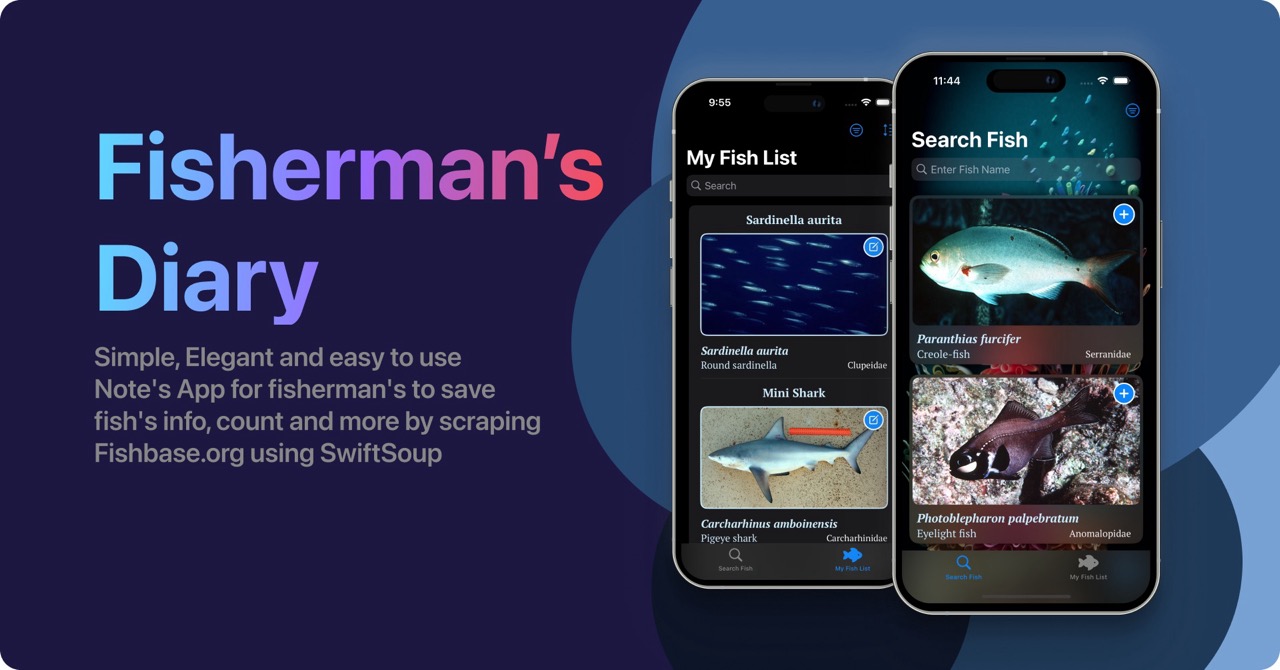 Fisherman’s
Diary
Simple, Elegant and easy to use
Note's App for fisherman's to save
fish's info, count and more by scraping
Fishbase.org using SwiftSoup
9:55
My Fish List
Search
Sardinella aurita
Sardinella aurita
Round sardinella
Clupeidae
Mini Shark
Carcharhinus amboinensis
Pigeye shark
Carcharhinidae
Search Fish
My Fish List
11:44
Search Fish
Enter Fish Name
Paranthias furcifer
Creole-fish
Serranidae
Photoblepharon palpebratum
Eyelight fish
Anomalopidae
Search Fish
My Fish List